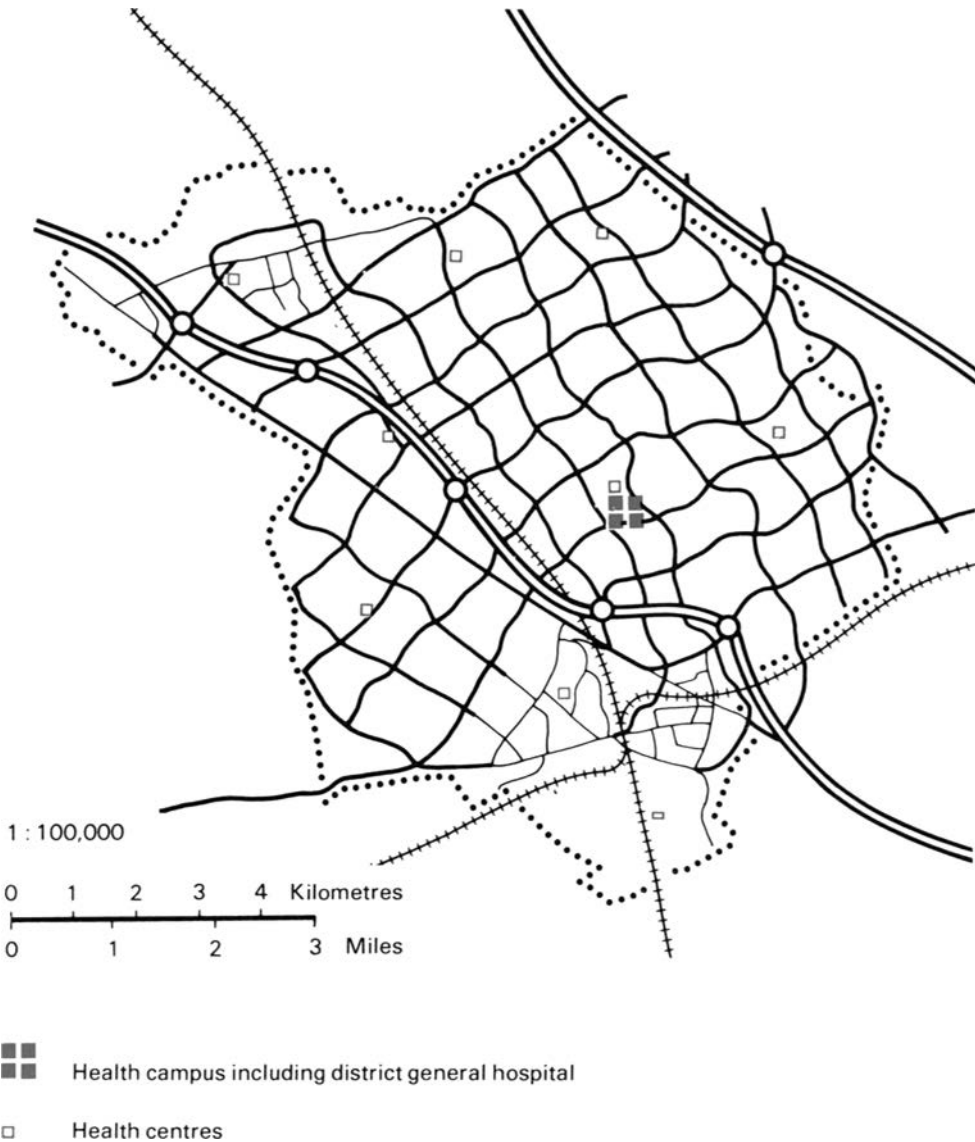 1 : 100,000
0 1 2 3 4 Kilometres
0 1 2 3 Miles
Health campus including district general hospital
Health centres